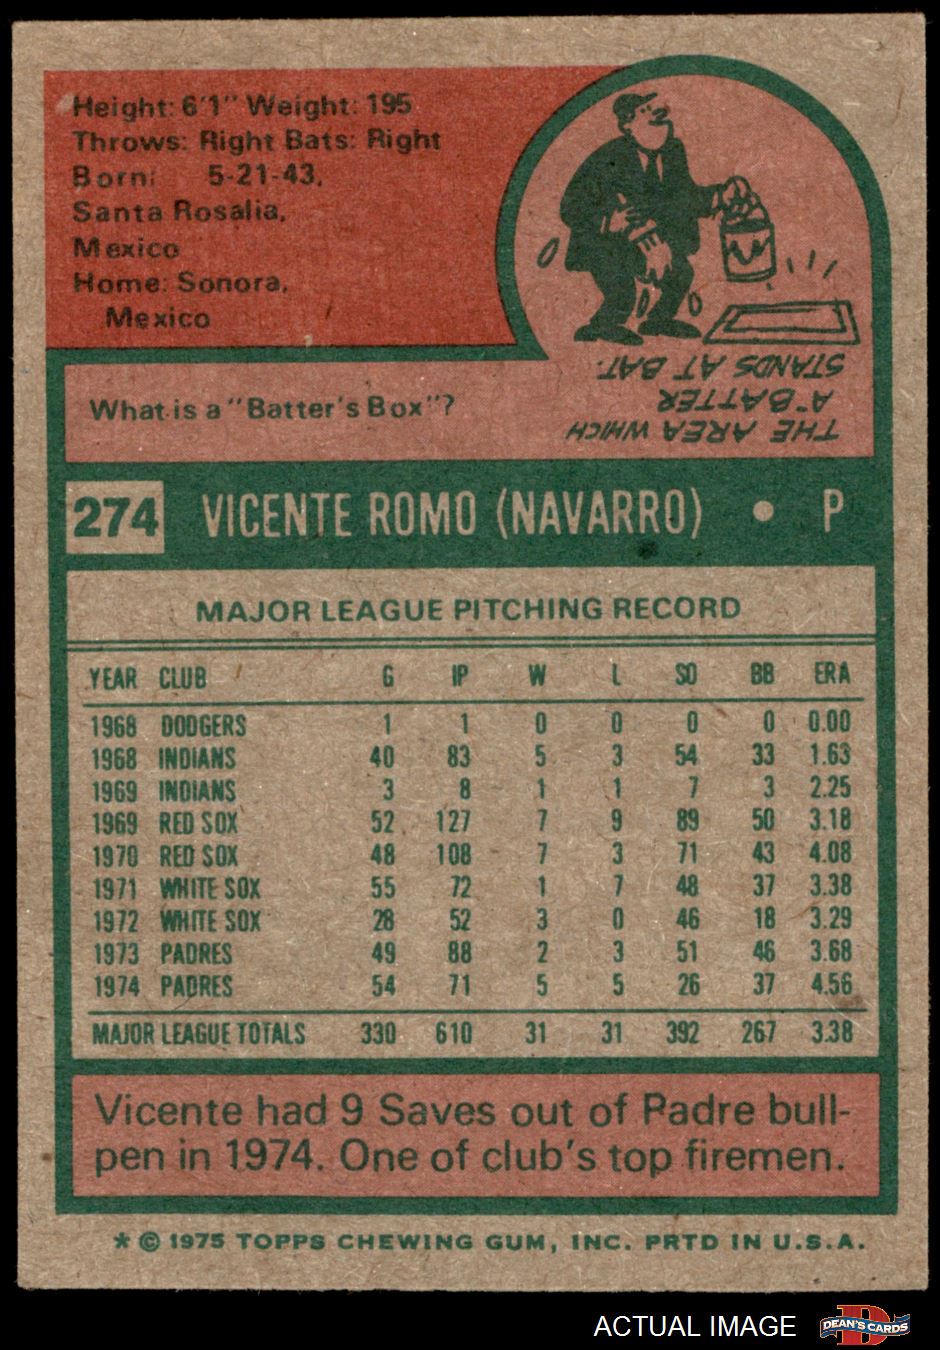 Height: 6'1" Weight: 195
Throws: Right Bats: Right
Born: 5-21-43,
Santa Rosalia,
Mexico
Home: Sonora,
Mexico
What is a "Batter's Box"?
THE AREA WHICH
A "BATTER
STANDS AT BAT.
274 VICENTE ROMO (NAVARRO) • P
MAJOR LEAGUE PITCHING RECORD
YEAR CLUB G IP W L SO BB ERA
1968 DODGERS 1 1 0 0 0 0 0.00
1968 INDIANS 40 83 5 3 54 33 1.63
1969 INDIANS 3 8 1 1 7 3 2.25
1969 RED SOX 52 127 7 9 89 50 3.18
1970 RED SOX 48 108 7 3 71 43 4.08
1971 WHITE SOX 55 72 1 7 48 37 3.38
1972 WHITE SOX 28 52 3 0 46 18 3.29
1973 PADRES 49 88 2 3 51 46 3.68
1974 PADRES 54 71 5 5 26 37 4.56
MAJOR LEAGUE TOTALS 330 610 31 31 392 267 3.38
Vicente had 9 Saves out of Padre bull-
pen in 1974. One of club's top firemen.
* © 1975 TOPPS CHEWING GUM, INC. PRTD IN U.S.A.
ACTUAL IMAGE
D
DEAN'S CARDS